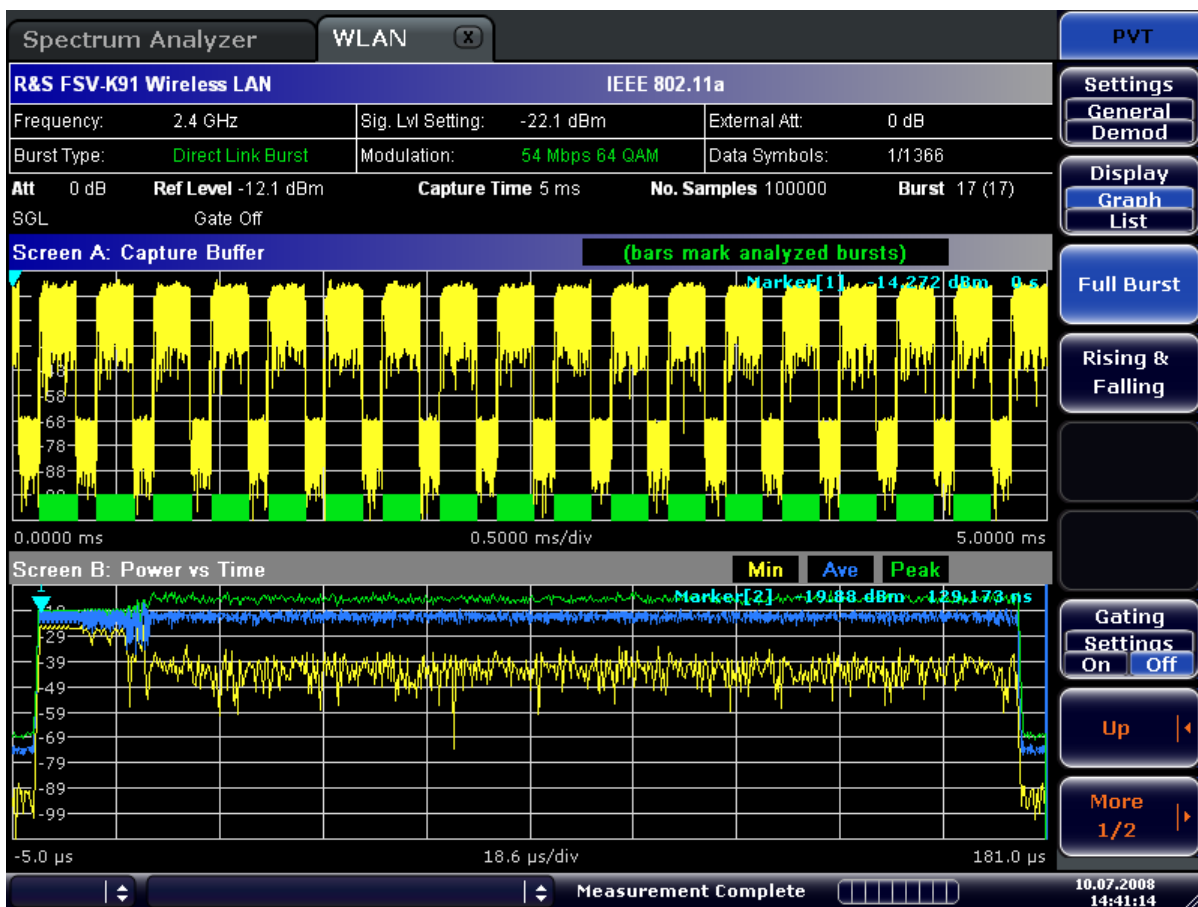 Spectrum Analyzer
WLAN
X
PVT
R&S FSV-K91 Wireless LAN IEEE 802.11a
Frequency: 2.4 GHz Sig. Lvl Setting: -22.1 dBm External Att: 0 dB
Burst Type: Direct Link Burst Modulation: 54 Mbps 64 QAM Data Symbols: 1/1366
Att 0 dB Ref Level -12.1 dBm Capture Time 5 ms No. Samples 100000 Burst 17 (17)
SGL Gate Off
Screen A: Capture Buffer (bars mark analyzed bursts)
Marker[1] -14.272 dBm 0 s
-58
-68
-78
-88
0.0000 ms 0.5000 ms/div 5.0000 ms
Screen B: Power vs Time Min Ave Peak
1
Marker[2] -19.88 dBm 129.173 ns
-29
-39
-49
-59
-69
-79
-89
-99
-5.0 µs 18.6 µs/div 181.0 µs
Measurement Complete
Settings
General
Demod
Display
Graph
List
Full Burst
Rising &
Falling
Gating
Settings
On Off
Up
More
1/2
10.07.2008
14:41:14